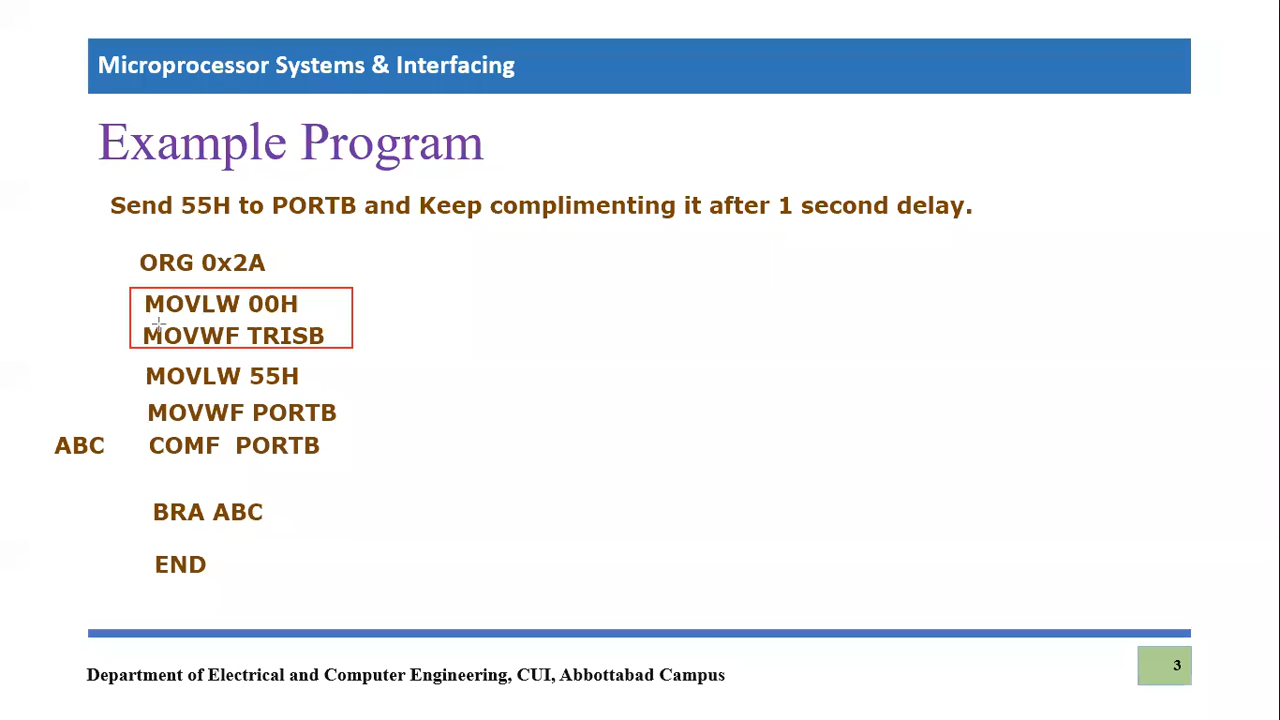 Microprocessor Systems & Interfacing
Example Program
Send 55H to PORTB and Keep complimenting it after 1 second delay.
ORG 0x2A
MOVLW 00H
MOVWF TRISB
MOVLW 55H
MOVWF PORTB
ABC COMF PORTB
BRA ABC
END
Department of Electrical and Computer Engineering, CUI, Abbottabad Campus
3